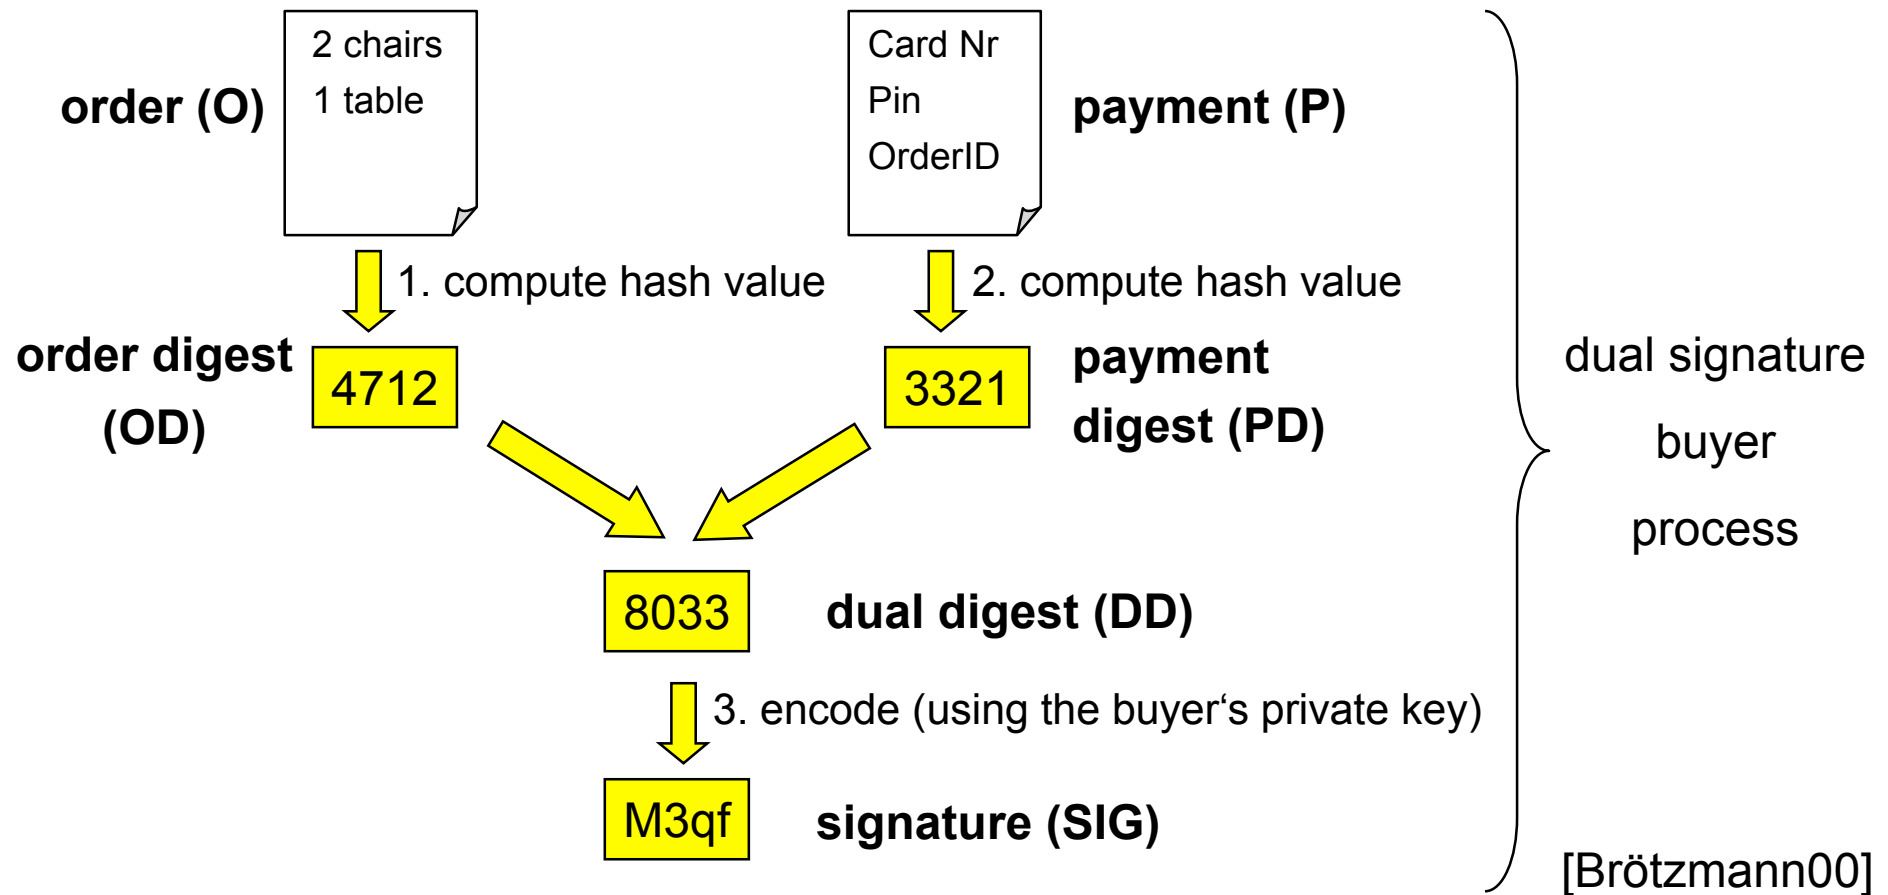 2 chairs
1 table
order (O)
Card Nr
Pin
OrderID
payment (P)
1. compute hash value
2. compute hash value
order digest
(OD)
4712
3321
payment
digest (PD)
8033
dual digest (DD)
3. encode (using the buyer‘s private key)
M3qf
signature (SIG)
dual signature
buyer
process
[Brötzmann00]